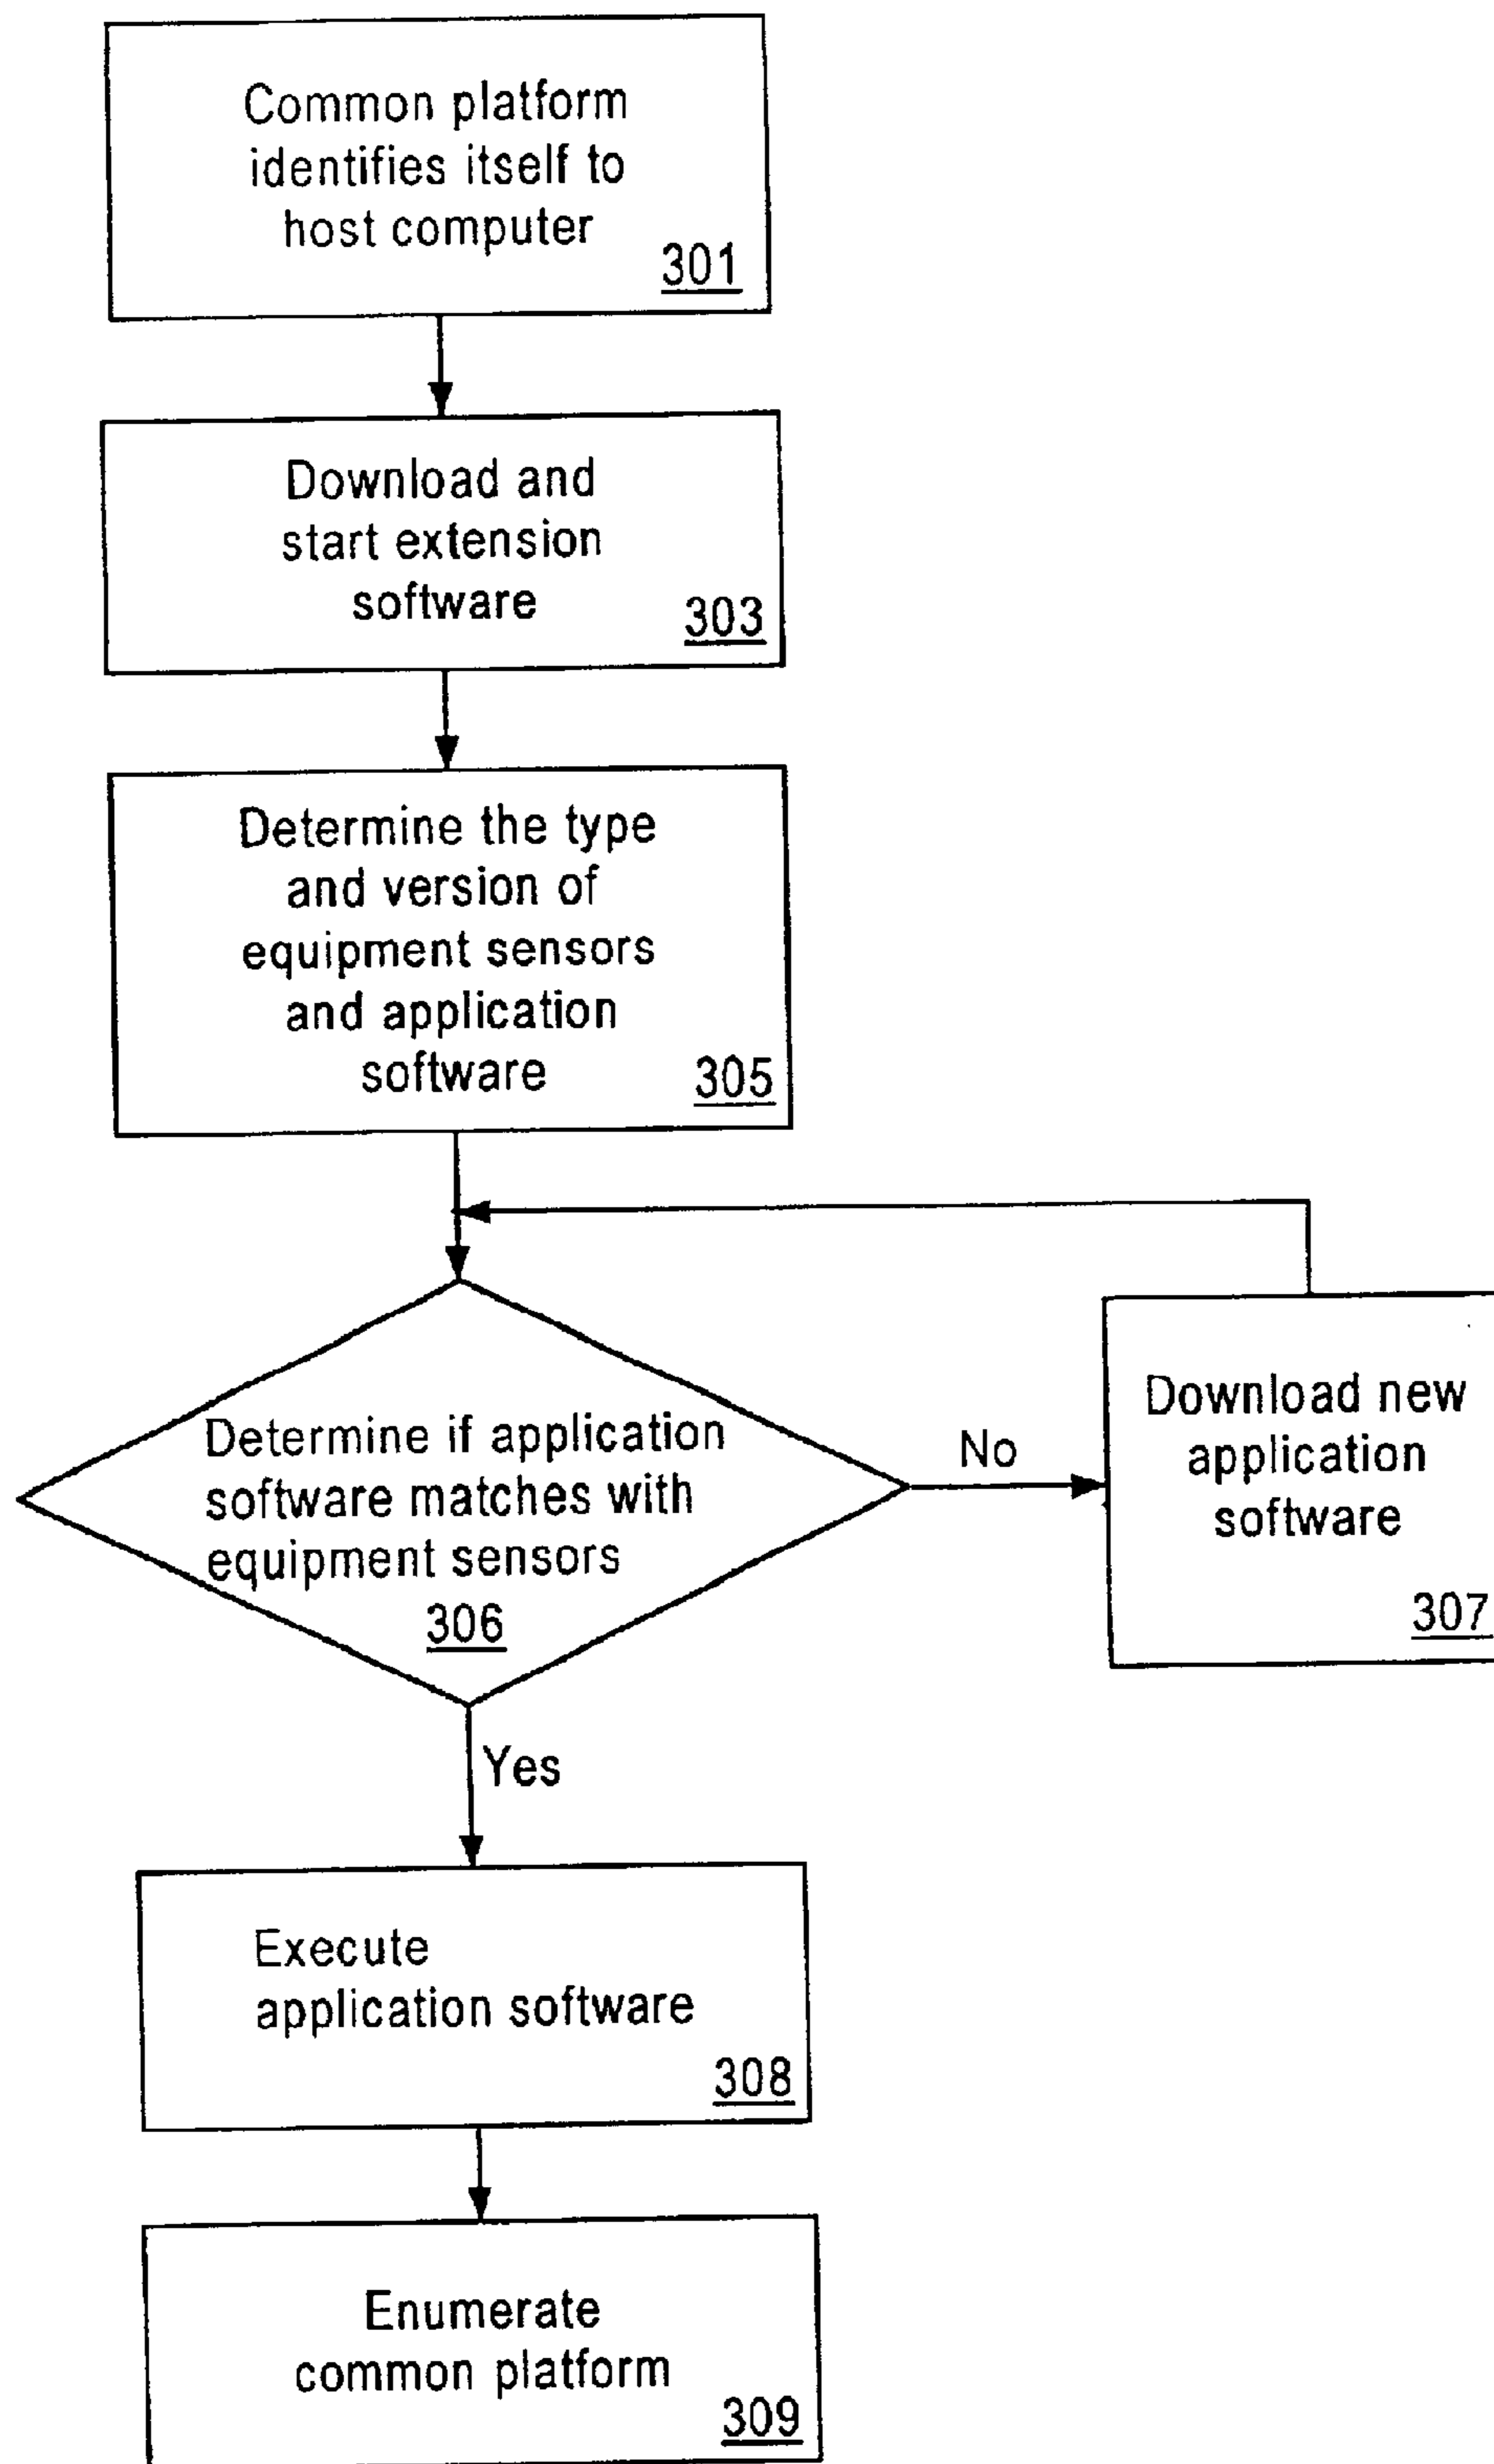 Common platform
identifies itself to
host computer
301
Download and
start extension
software
303
Determine the type
and version of
equipment sensors
and application
software
305
Determine if application
software matches with
equipment sensors
306
No
Download new
application
software
307
Yes
Execute
application software
308
Enumerate
common platform
309